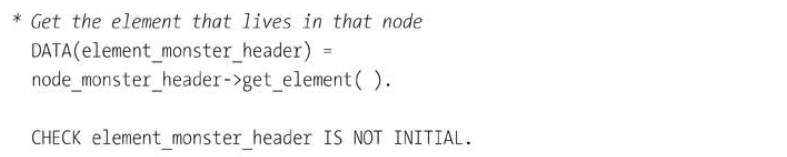 * Get the element that lives in that node
DATA(element_monster_header) =
node_monster_header->get_element( ).
CHECK element_monster_header IS NOT INITIAL.